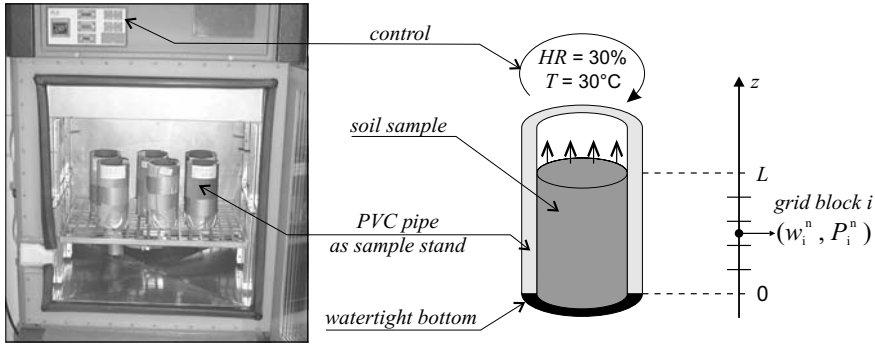 control
HR = 30%
T = 30°C
soil sample
z
L
grid block i
(w_i^n , P_i^n)
PVC pipe
as sample stand
0
watertight bottom